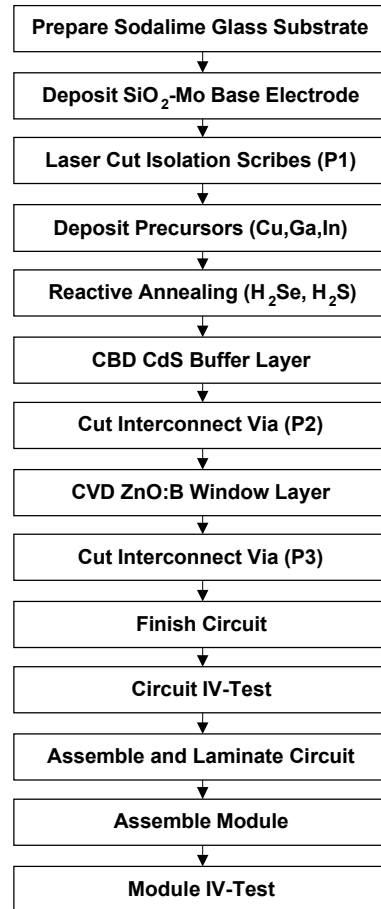 Prepare Sodalime Glass Substrate
Deposit SiO₂-Mo Base Electrode
Laser Cut Isolation Scribes (P1)
Deposit Precursors (Cu,Ga,In)
Reactive Annealing (H₂Se, H₂S)
CBD CdS Buffer Layer
Cut Interconnect Via (P2)
CVD ZnO:B Window Layer
Cut Interconnect Via (P3)
Finish Circuit
Circuit IV-Test
Assemble and Laminate Circuit
Assemble Module
Module IV-Test